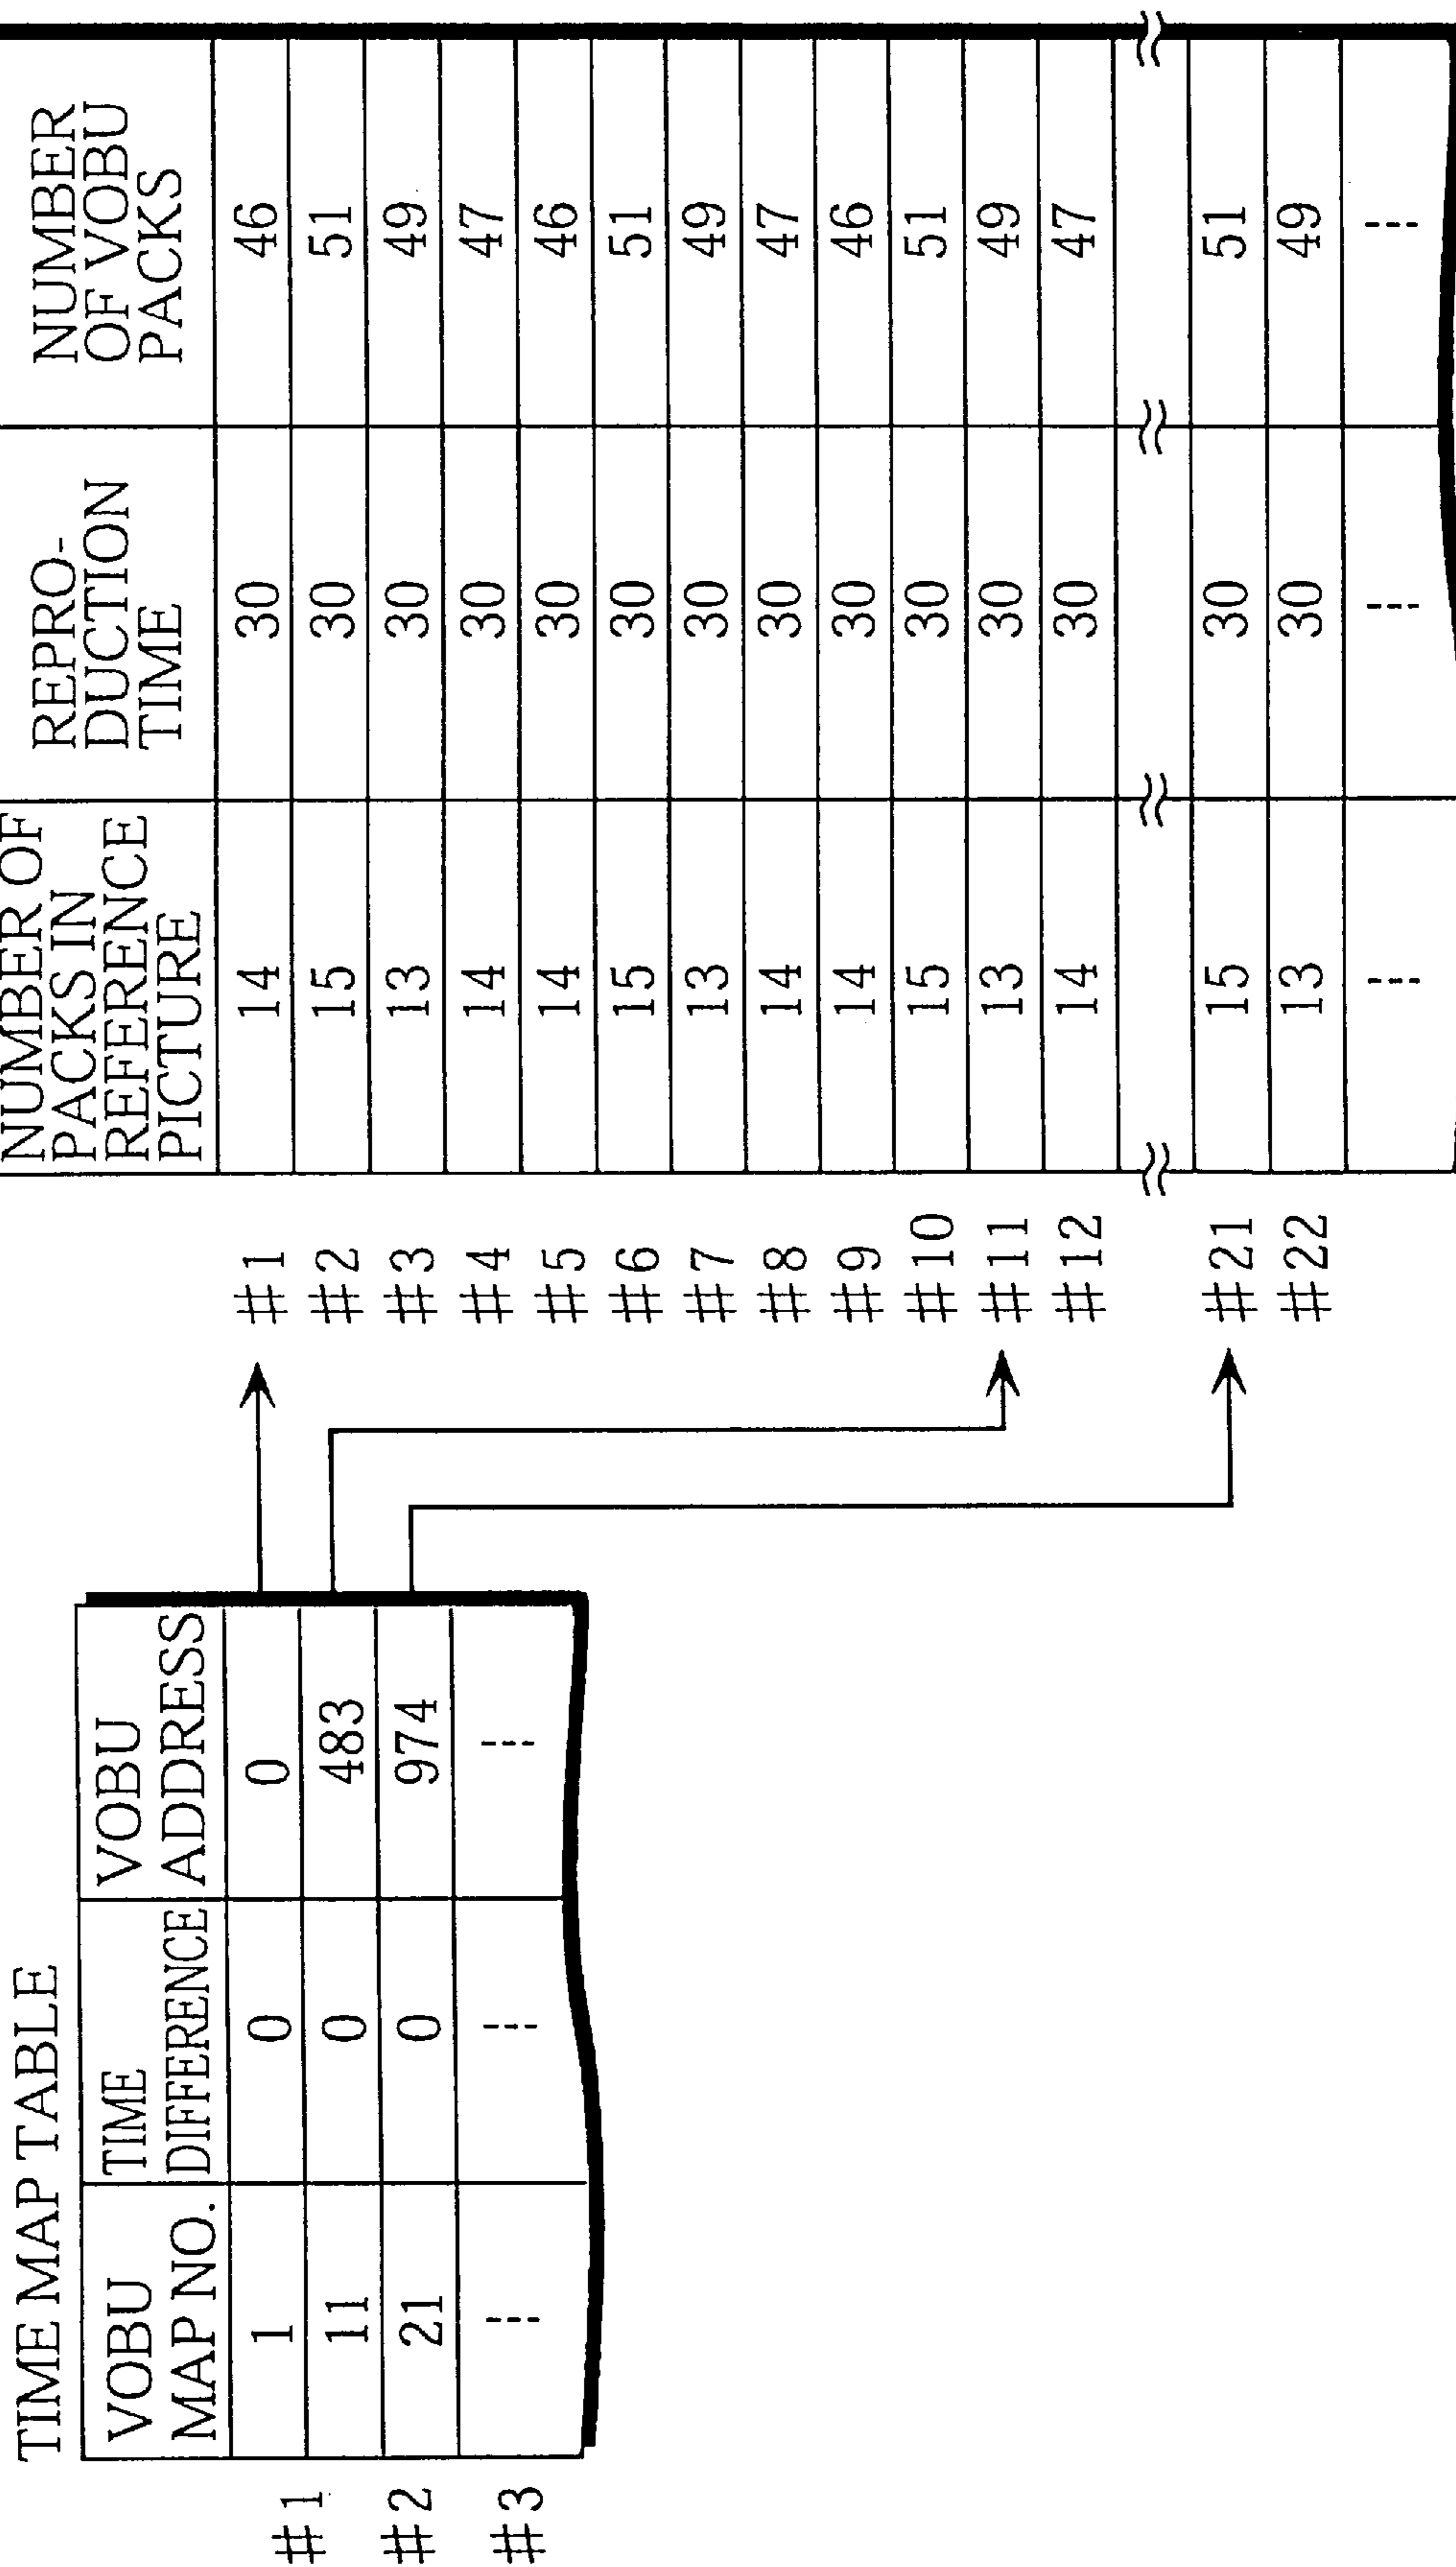 TIME MAP TABLE
VOBU MAP NO.
TIME DIFFERENCE
VOBU ADDRESS
#1 1 0 0
#2 11 0 483
#3 21 0 974
--- --- ---
NUMBER OF PACKS IN REFERENCE PICTURE
REPRO-DUCTION TIME
NUMBER OF VOBU PACKS
#1 14 30 46
#2 15 30 51
#3 13 30 49
#4 14 30 47
#5 14 30 46
#6 15 30 51
#7 13 30 49
#8 14 30 47
#9 14 30 46
#10 15 30 51
#11 13 30 49
#12 14 30 47
#21 15 30 51
#22 13 30 49
--- --- ---